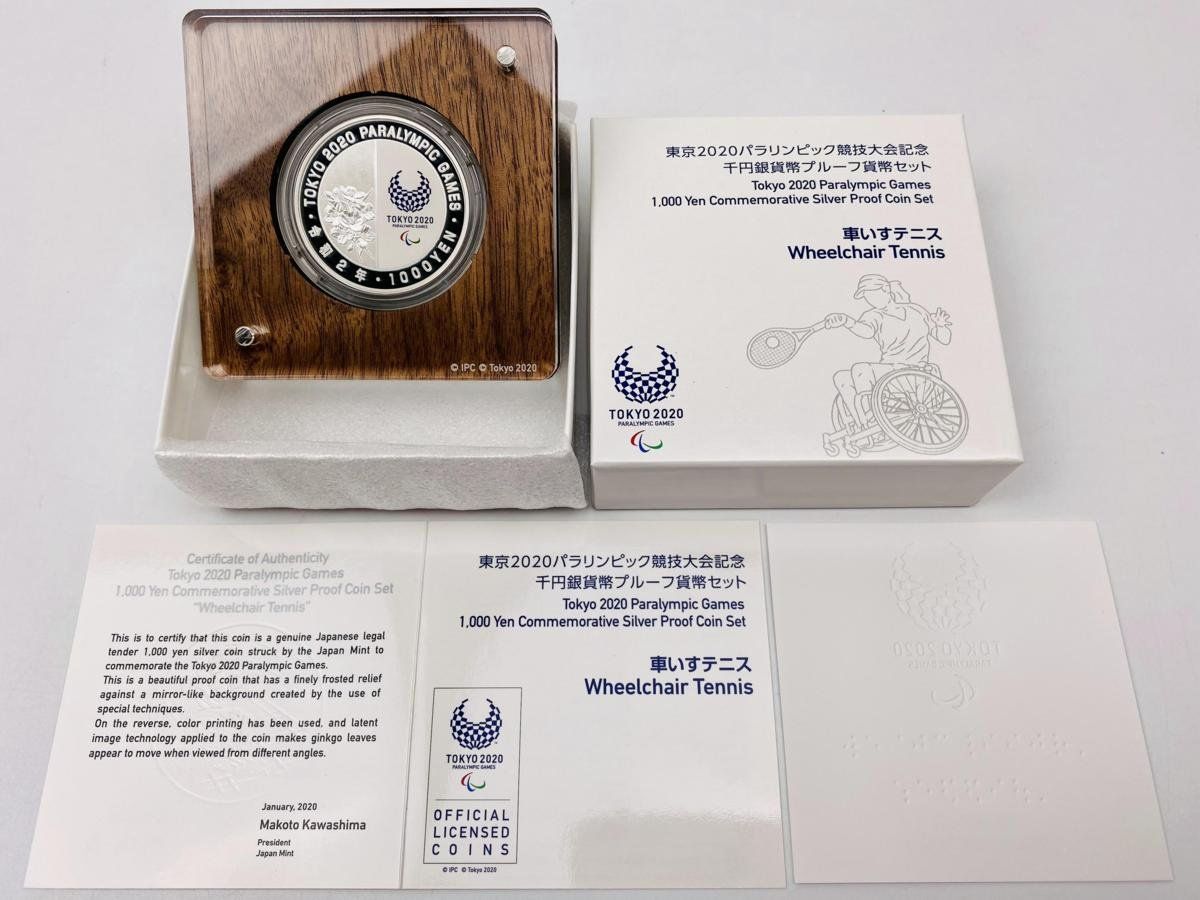 TOKYO 2020 PARALYMPIC GAMES
令和2年・1000YEN
TOKYO 2020
PARALYMPIC GAMES
© IPC © Tokyo 2020
東京2020パラリンピック競技大会記念
千円銀貨幣プルーフ貨幣セット
Tokyo 2020 Paralympic Games
1,000 Yen Commemorative Silver Proof Coin Set
車いすテニス
Wheelchair Tennis
TOKYO 2020
PARALYMPIC GAMES
Certificate of Authenticity
Tokyo 2020 Paralympic Games
1,000 Yen Commemorative Silver Proof Coin Set
"Wheelchair Tennis"
This is to certify that this coin is a genuine Japanese legal
tender 1,000 yen silver coin struck by the Japan Mint to
commemorate the Tokyo 2020 Paralympic Games.
This is a beautiful proof coin that has a finely frosted relief
against a mirror-like background created by the use of
special techniques.
On the reverse, color printing has been used, and latent
image technology applied to the coin makes ginkgo leaves
appear to move when viewed from different angles.
January, 2020
Makoto Kawashima
President
Japan Mint
東京2020パラリンピック競技大会記念
千円銀貨幣プルーフ貨幣セット
Tokyo 2020 Paralympic Games
1,000 Yen Commemorative Silver Proof Coin Set
車いすテニス
Wheelchair Tennis
TOKYO 2020
PARALYMPIC GAMES
OFFICIAL
LICENSED
COINS
© IPC © Tokyo 2020
TOKYO 2020
PARALYMPIC GAMES